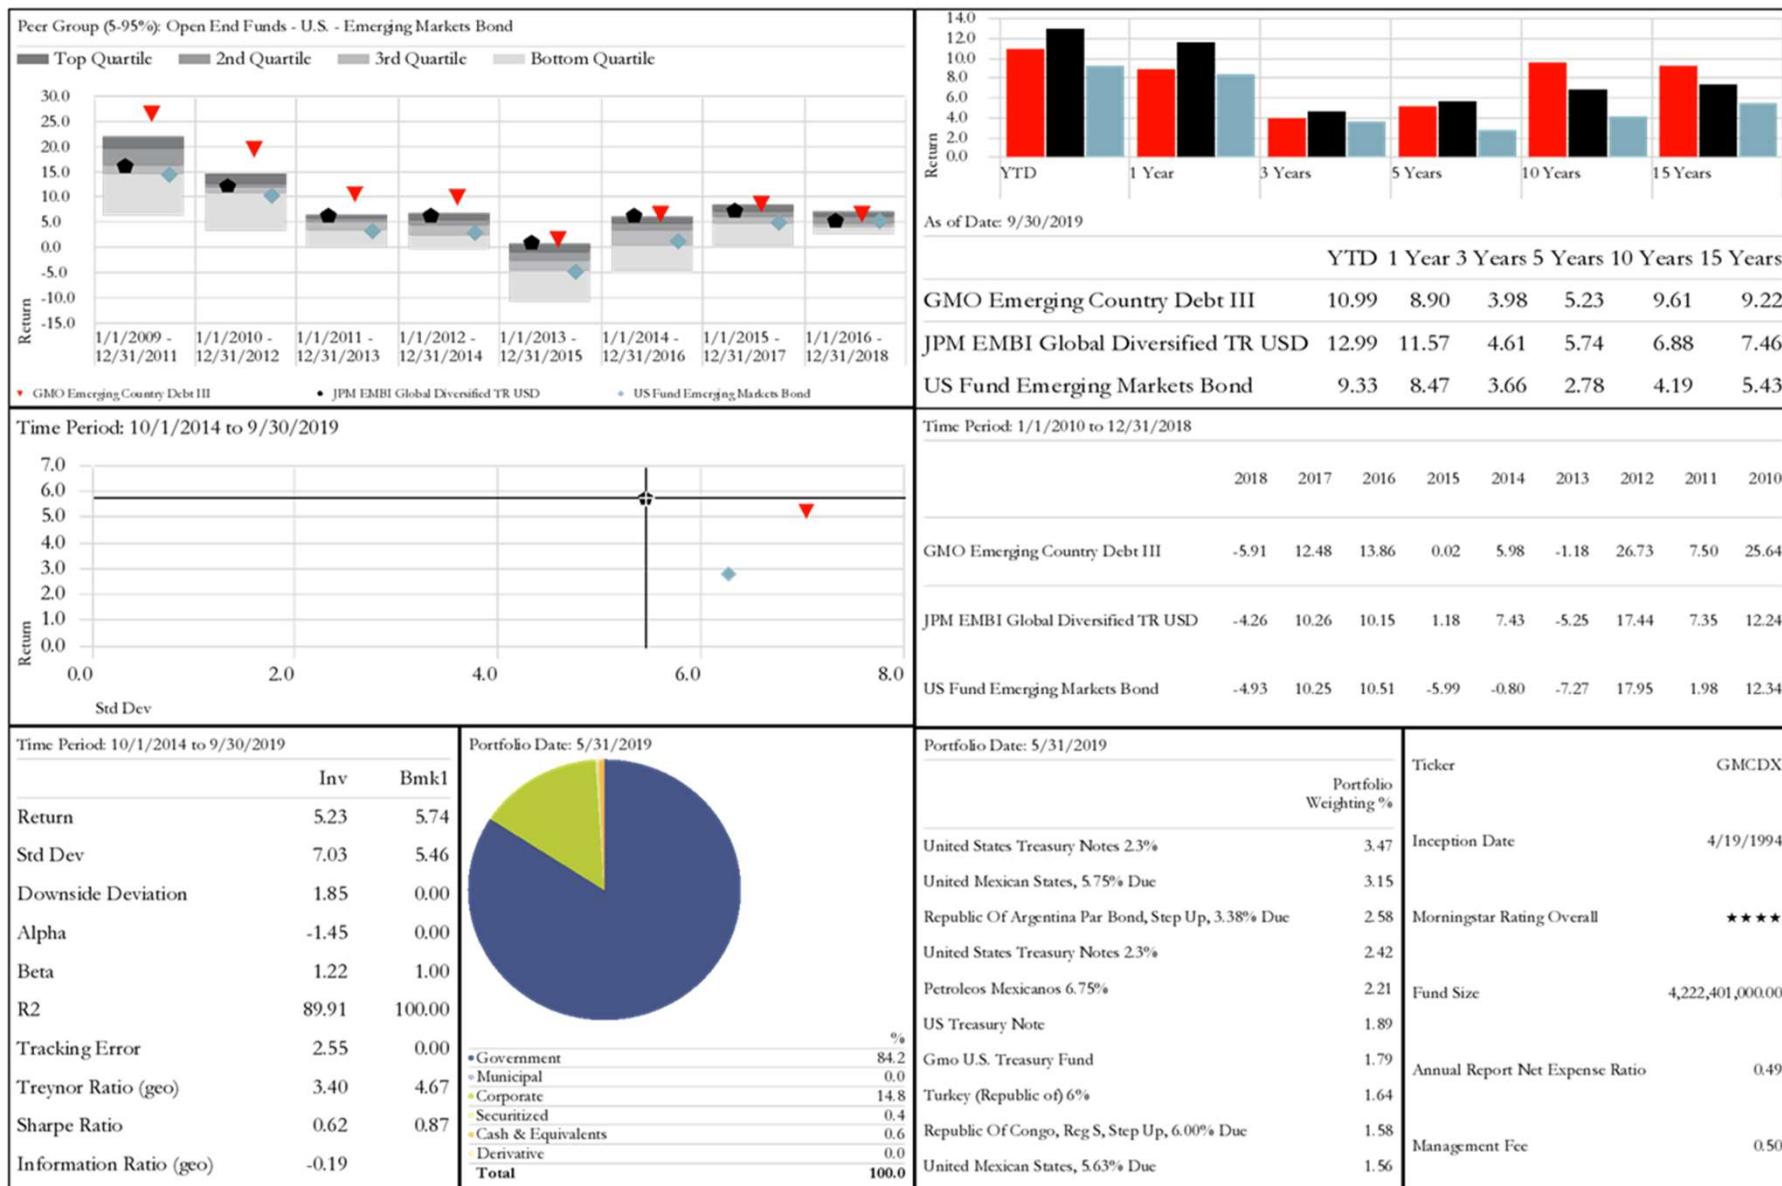 Peer Group (5-95%): Open End Funds - U.S. - Emerging Markets Bond
Top Quartile 2nd Quartile 3rd Quartile Bottom Quartile
30.0
25.0
20.0
15.0
10.0
5.0
0.0
-5.0
-10.0
-15.0
Return
1/1/2009 - 1/1/2010 - 1/1/2011 - 1/1/2012 - 1/1/2013 - 1/1/2014 - 1/1/2015 - 1/1/2016 -
12/31/2011 12/31/2012 12/31/2013 12/31/2014 12/31/2015 12/31/2016 12/31/2017 12/31/2018
GMO Emerging Country Debt III JPM EMBI Global Diversified TR USD US Fund Emerging Markets Bond
14.0
12.0
10.0
8.0
6.0
4.0
2.0
0.0
Return
YTD 1 Year 3 Years 5 Years 10 Years 15 Years
As of Date: 9/30/2019
YTD 1 Year 3 Years 5 Years 10 Years 15 Years
GMO Emerging Country Debt III 10.99 8.90 3.98 5.23 9.61 9.22
JPM EMBI Global Diversified TR USD 12.99 11.57 4.61 5.74 6.88 7.46
US Fund Emerging Markets Bond 9.33 8.47 3.66 2.78 4.19 5.43
Time Period: 10/1/2014 to 9/30/2019
7.0
6.0
5.0
4.0
3.0
2.0
1.0
0.0
Return
0.0 2.0 4.0 6.0 8.0
Std Dev
Time Period: 1/1/2010 to 12/31/2018
2018 2017 2016 2015 2014 2013 2012 2011 2010
GMO Emerging Country Debt III -5.91 12.48 13.86 0.02 5.98 -1.18 26.73 7.50 25.64
JPM EMBI Global Diversified TR USD -4.26 10.26 10.15 1.18 7.43 -5.25 17.44 7.35 12.24
US Fund Emerging Markets Bond -4.93 10.25 10.51 -5.99 -0.80 -7.27 17.95 1.98 12.34
Time Period: 10/1/2014 to 9/30/2019
Inv Bmk1
Return 5.23 5.74
Std Dev 7.03 5.46
Downside Deviation 1.85 0.00
Alpha -1.45 0.00
Beta 1.22 1.00
R2 89.91 100.00
Tracking Error 2.55 0.00
Treynor Ratio (geo) 3.40 4.67
Sharpe Ratio 0.62 0.87
Information Ratio (geo) -0.19
Portfolio Date: 5/31/2019
%
Government 84.2
Municipal 0.0
Corporate 14.8
Securitized 0.4
Cash & Equivalents 0.6
Derivative 0.0
Total 100.0
Portfolio Date: 5/31/2019
Portfolio
Weighting %
United States Treasury Notes 2.3% 3.47
United Mexican States, 5.75% Due 3.15
Republic Of Argentina Par Bond, Step Up, 3.38% Due 2.58
United States Treasury Notes 2.3% 2.42
Petroleos Mexicanos 6.75% 2.21
US Treasury Note 1.89
Gmo U.S. Treasury Fund 1.79
Turkey (Republic of) 6% 1.64
Republic Of Congo, Reg S, Step Up, 6.00% Due 1.58
United Mexican States, 5.63% Due 1.56
Ticker GMCDX
Inception Date 4/19/1994
Morningstar Rating Overall ★★★★
Fund Size 4,222,401,000.00
Annual Report Net Expense Ratio 0.49
Management Fee 0.50